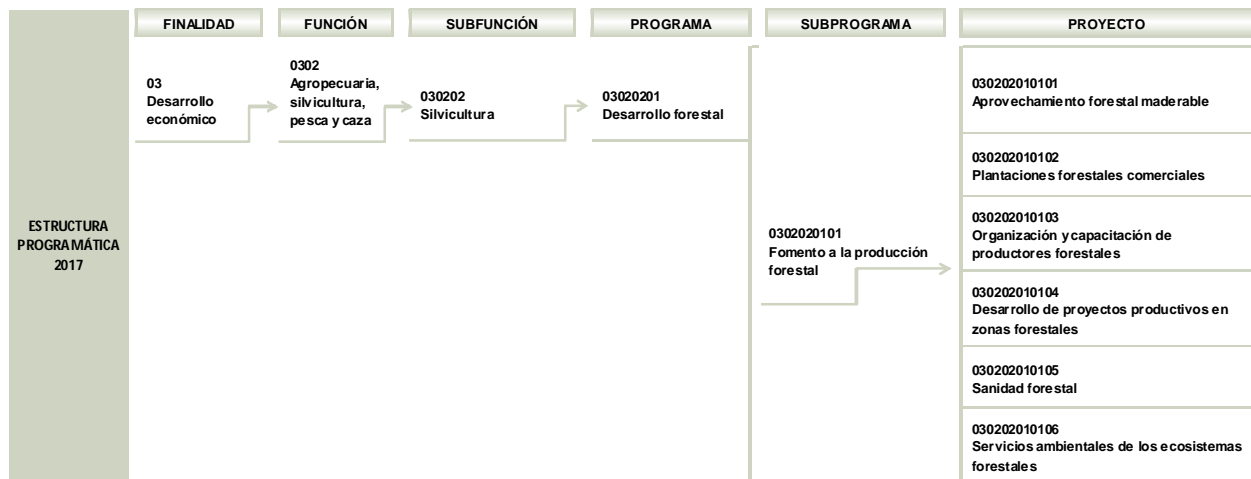 FINALIDAD
FUNCIÓN
SUBFUNCIÓN
PROGRAMA
SUBPROGRAMA
PROYECTO
ESTRUCTURA
PROGRAMÁTICA
2017
03
Desarrollo
económico
0302
Agropecuaria,
silvicultura,
pesca y caza
030202
Silvicultura
03020201
Desarrollo forestal
0302020101
Fomento a la producción
forestal
030202010101
Aprovechamiento forestal maderable
030202010102
Plantaciones forestales comerciales
030202010103
Organización y capacitación de
productores forestales
030202010104
Desarrollo de proyectos productivos en
zonas forestales
030202010105
Sanidad forestal
030202010106
Servicios ambientales de los ecosistemas
forestales